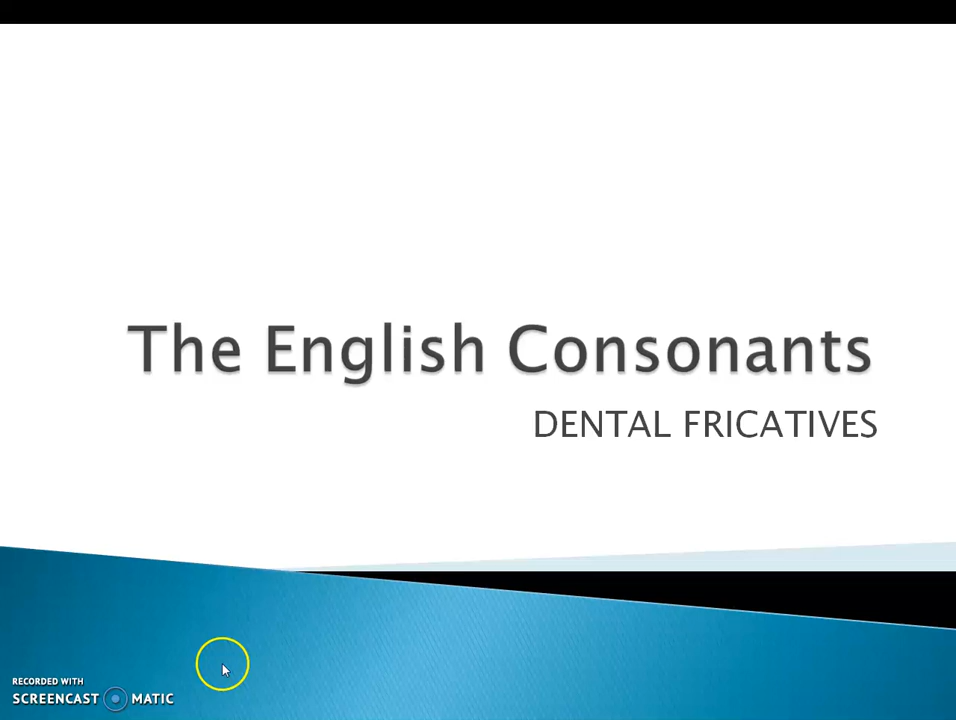 The English Consonants
DENTAL FRICATIVES
RECORDED WITH
SCREENCAST MATIC